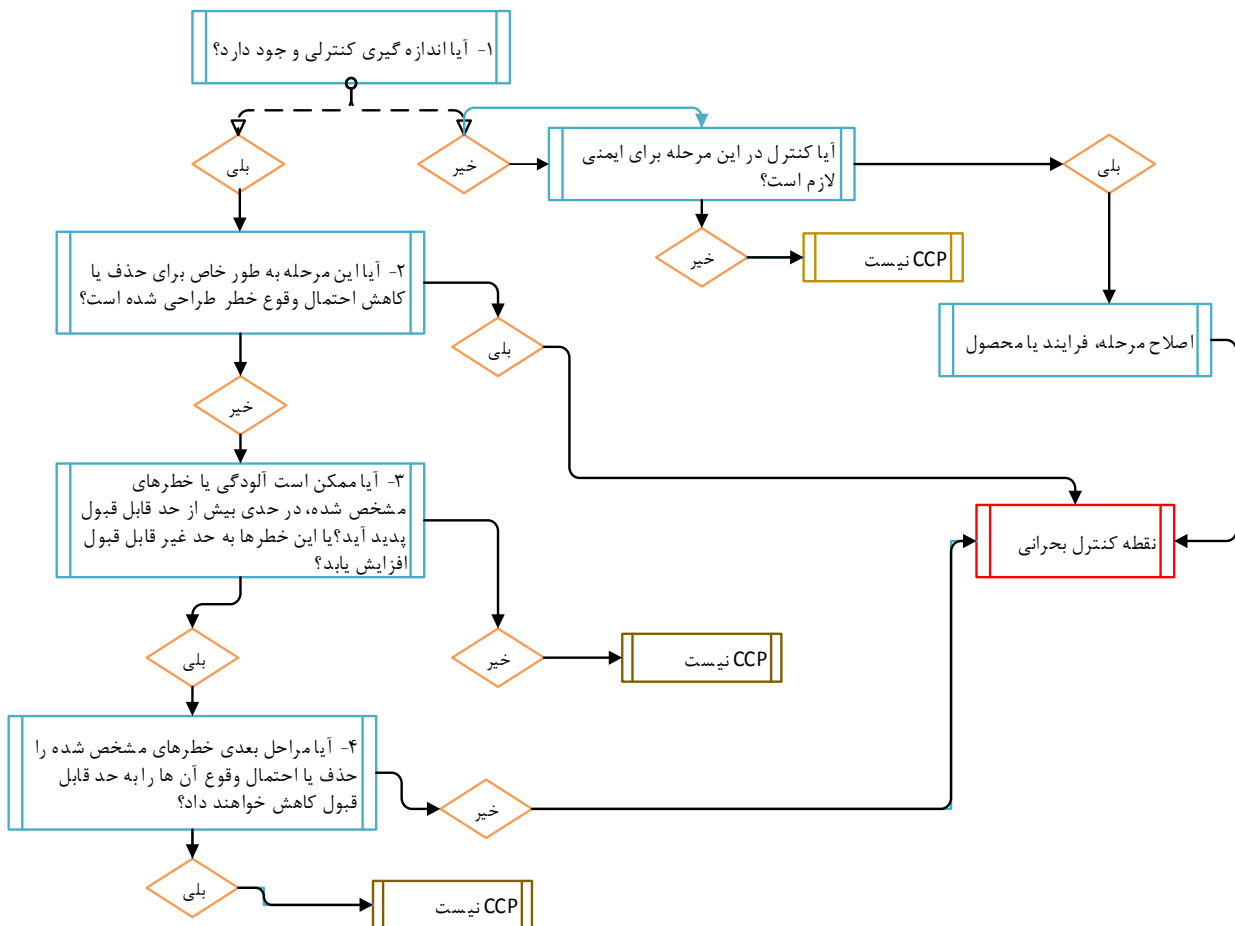 ۱- آیا اندازه گیری کنترلی و جود دارد؟
بلی
خیر
آیا کنترل در این مرحله برای ایمنی
لازم است؟
بلی
خیر
CCP نیست
اصلاح مرحله، فرایند یا محصول
۲- آیا این مرحله به طور خاص برای حذف یا
کاهش احتمال وقوع خطر طراحی شده است؟
بلی
خیر
۳- آیا ممکن است آلودگی یا خطرهای
مشخص شده، در حدی بیش از حد قابل قبول
پدید آید؟یا این خطرها به حد غیر قابل قبول
افزایش یابد؟
نقطه کنترل بحرانی
بلی
خیر
CCP نیست
۴- آیا مراحل بعدی خطرهای مشخص شده را
حذف یا احتمال وقوع آن ها را به حد قابل
قبول کاهش خواهند داد؟
خیر
بلی
CCP نیست